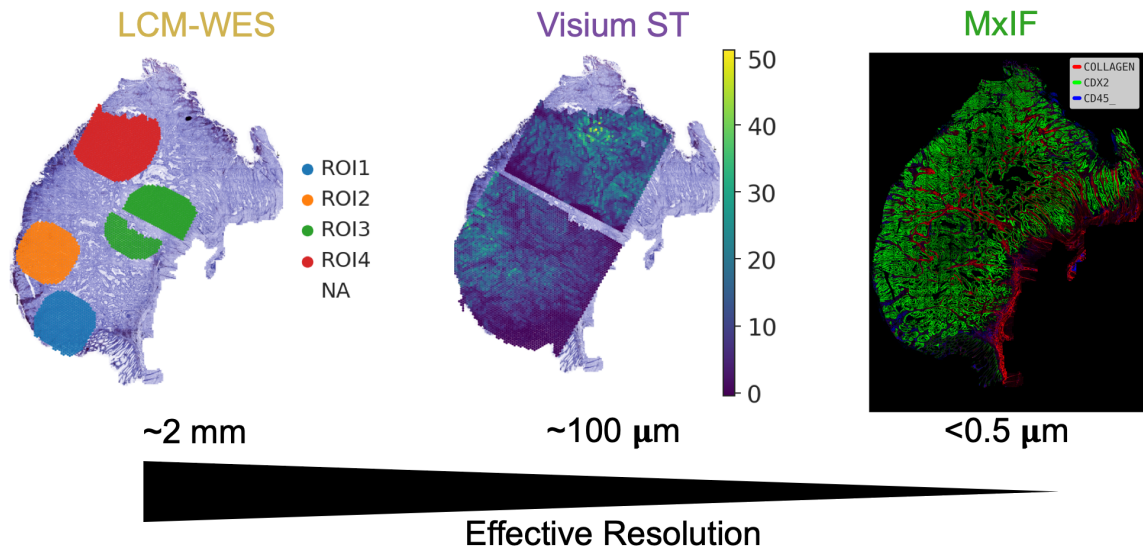 LCM-WES
Visium ST
MxIF
ROI1
ROI2
ROI3
ROI4
NA
50
40
30
20
10
0
COLLAGEN
CDX2
CD45_
~2 mm
~100 μm
<0.5 μm
Effective Resolution